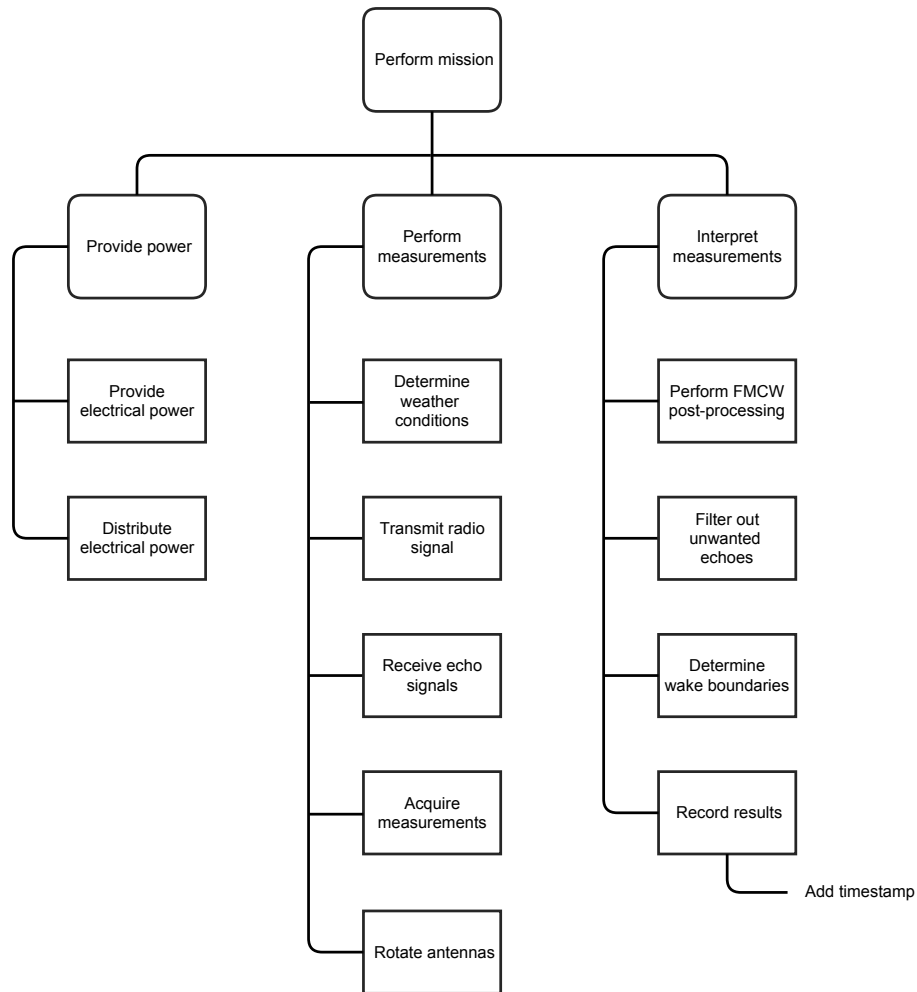 Perform mission
Provide power
Perform
measurements
Interpret
measurements
Provide
electrical power
Determine
weather
conditions
Perform FMCW
post-processing
Distribute
electrical power
Transmit radio
signal
Filter out
unwanted
echoes
Receive echo
signals
Determine
wake boundaries
Acquire
measurements
Record results
Add timestamp
Rotate antennas